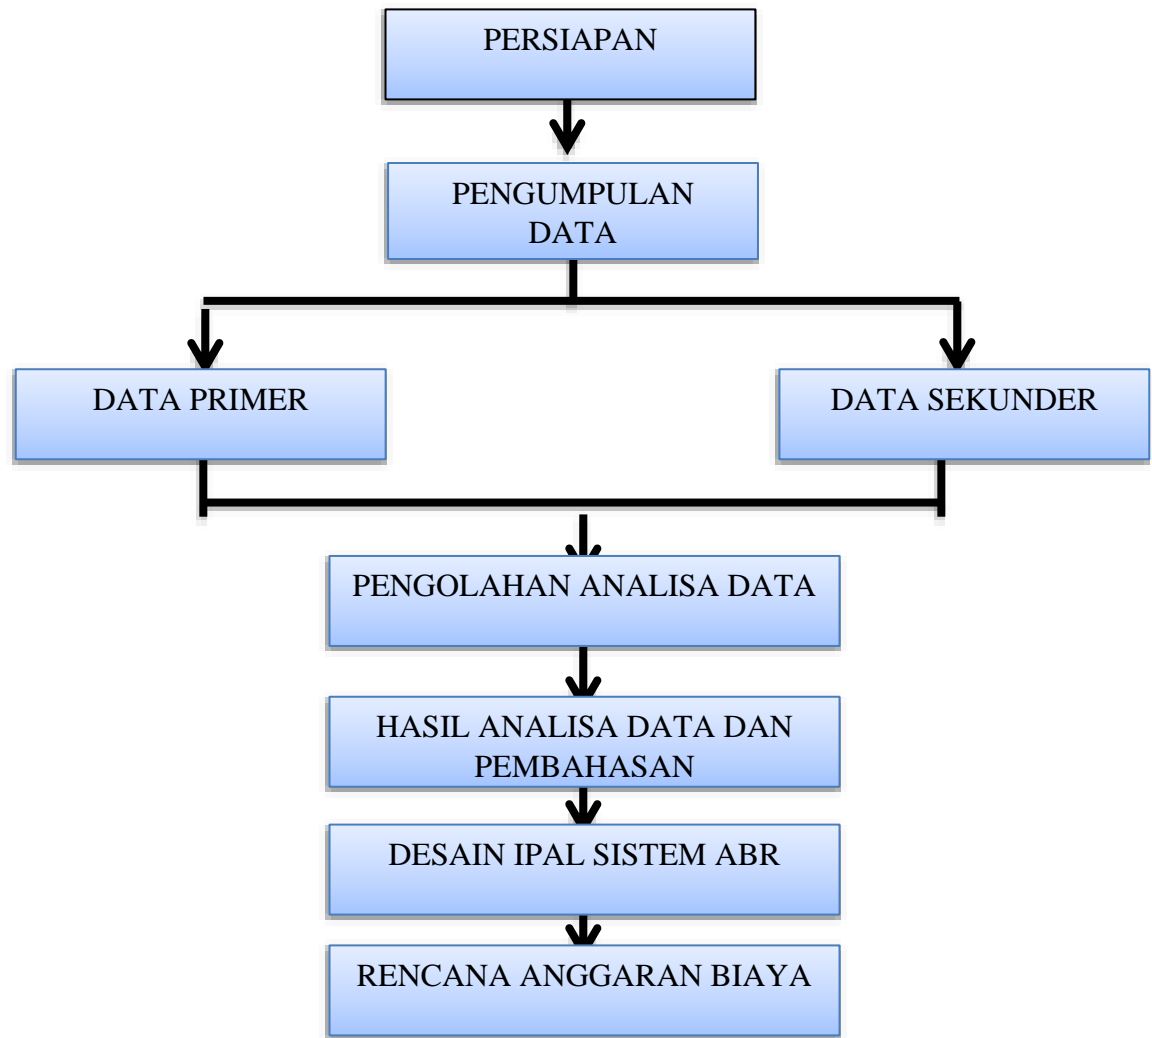 PERSIAPAN
PENGUMPULAN
DATA
DATA PRIMER
DATA SEKUNDER
PENGOLAHAN ANALISA DATA
HASIL ANALISA DATA DAN
PEMBAHASAN
DESAIN IPAL SISTEM ABR
RENCANA ANGGARAN BIAYA